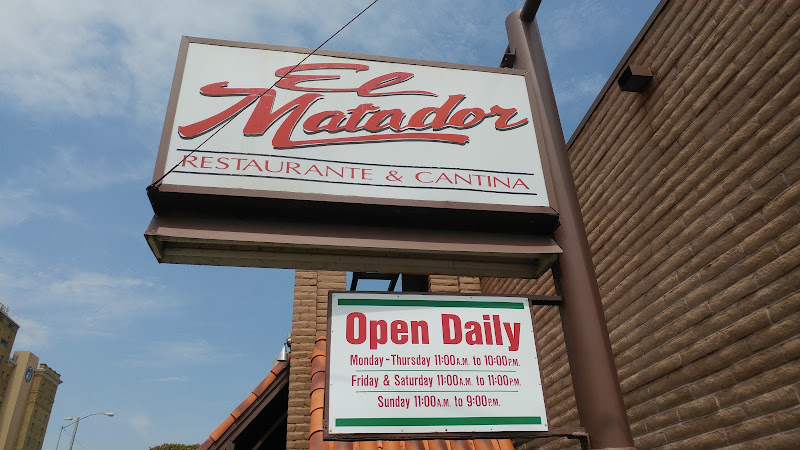 El
Matador
RESTAURANTE & CANTINA
Open Daily
Monday-Thursday 11:00A.M. to 10:00P.M.
Friday & Saturday 11:00A.M. to 11:00P.M.
Sunday 11:00A.M. to 9:00P.M.